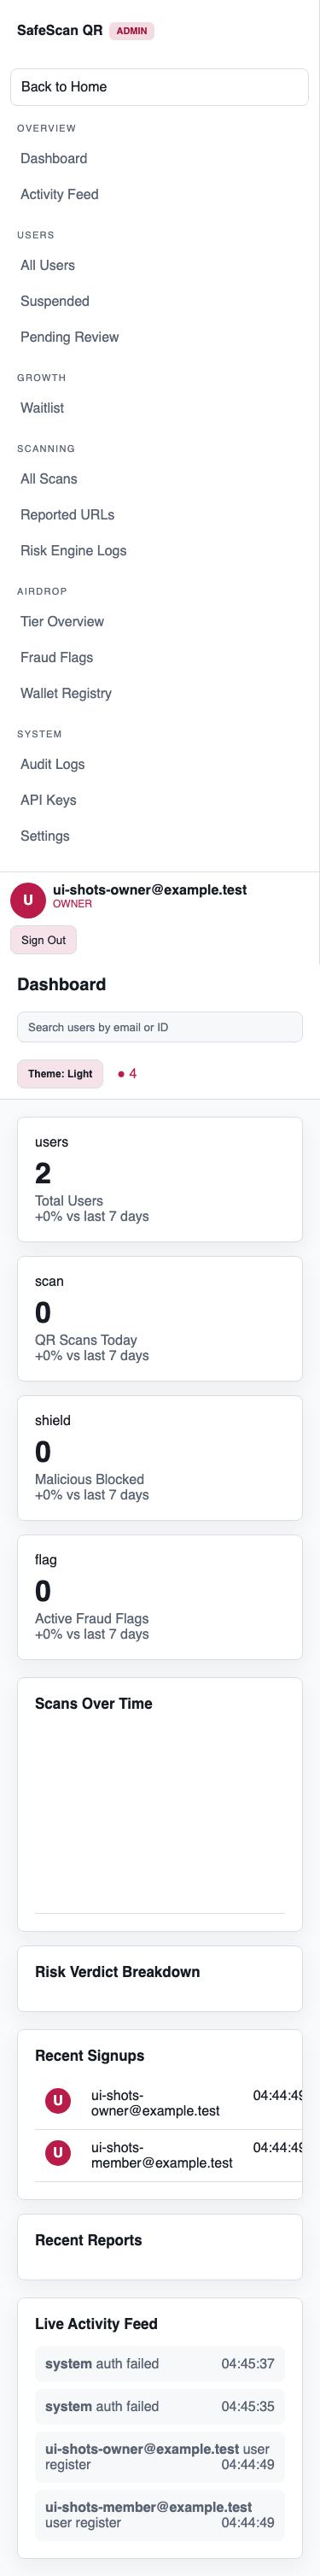 SafeScan QR ADMIN
Back to Home
OVERVIEW
Dashboard
Activity Feed
USERS
All Users
Suspended
Pending Review
GROWTH
Waitlist
SCANNING
All Scans
Reported URLs
Risk Engine Logs
AIRDROP
Tier Overview
Fraud Flags
Wallet Registry
SYSTEM
Audit Logs
API Keys
Settings
U ui-shots-owner@example.test
OWNER
Sign Out
Dashboard
Search users by email or ID
Theme: Light 4
users
2
Total Users
+0% vs last 7 days
scan
0
QR Scans Today
+0% vs last 7 days
shield
0
Malicious Blocked
+0% vs last 7 days
flag
0
Active Fraud Flags
+0% vs last 7 days
Scans Over Time
Risk Verdict Breakdown
Recent Signups
U ui-shots- 04:44:49
owner@example.test
U ui-shots- 04:44:49
member@example.test
Recent Reports
Live Activity Feed
system auth failed 04:45:37
system auth failed 04:45:35
ui-shots-owner@example.test user
register 04:44:49
ui-shots-member@example.test
user register 04:44:49